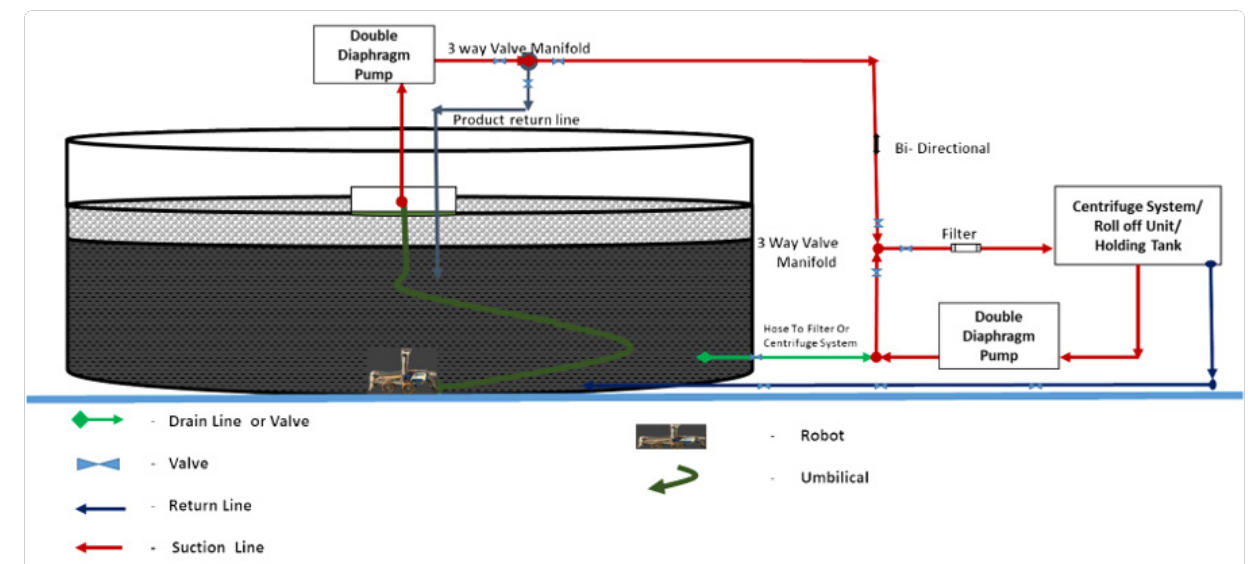 Double
Diaphragm
Pump
3 way Valve Manifold
Product return line
Bi- Directional
Centrifuge System/
Roll off Unit/
Holding Tank
Filter
3 Way Valve
Manifold
Double
Diaphragm
Pump
Hose To Filter Or
Centrifuge System
- Drain Line or Valve
- Valve
- Return Line
- Suction Line
- Robot
- Umbilical